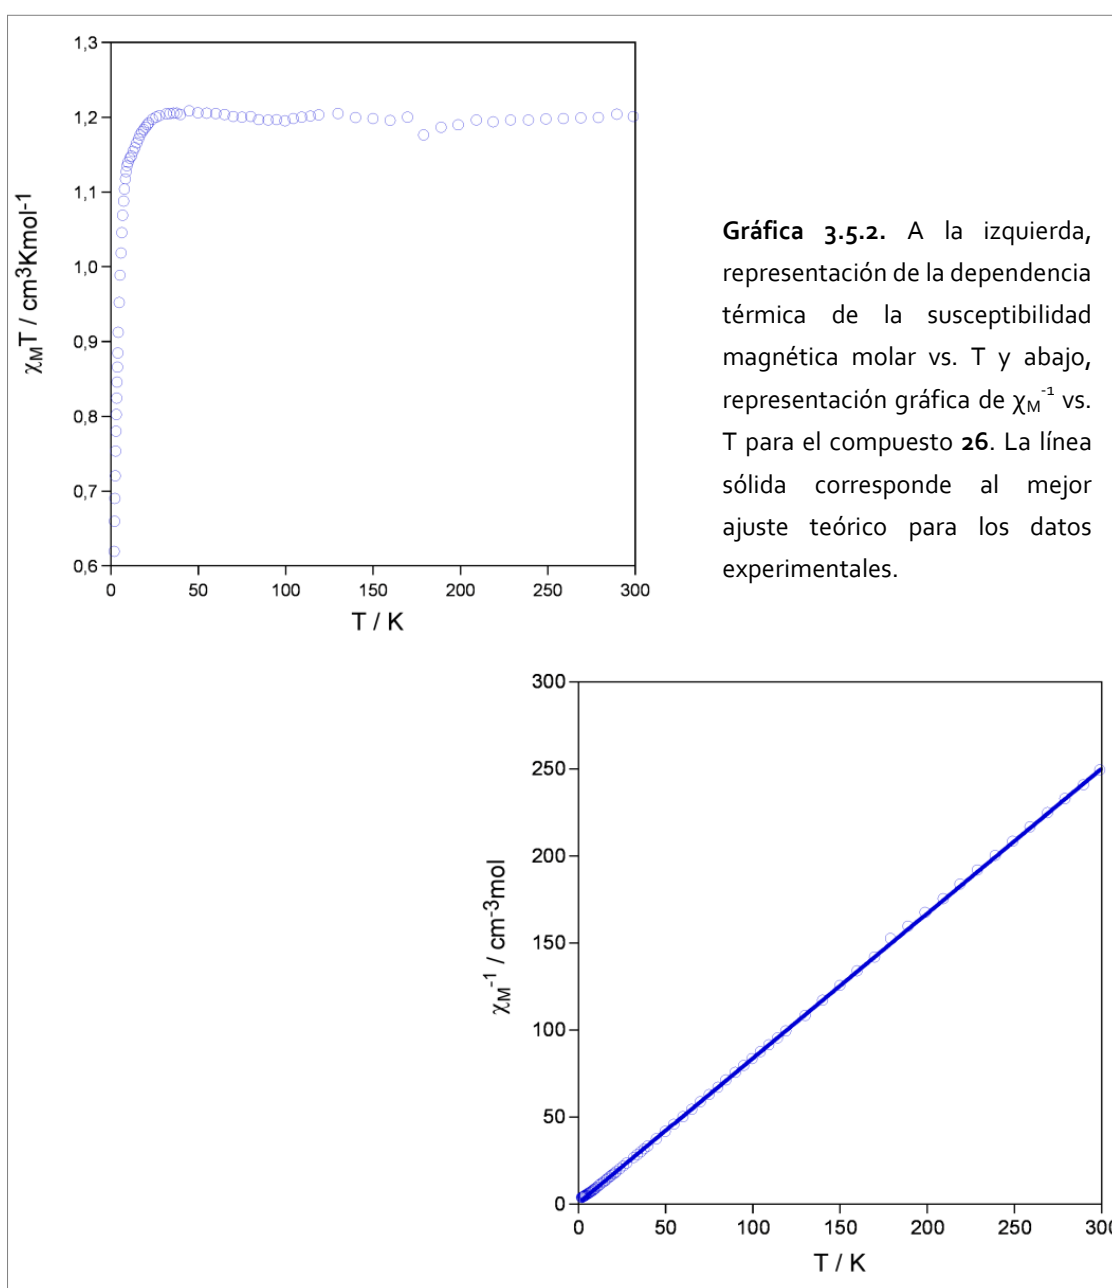 1,3
1,2
1,1
1,0
0,9
0,8
0,7
0,6
χMT / cm3Kmol-1
0
50
100
150
200
250
300
T / K
Gráfica 3.5.2. A la izquierda,
representación de la dependencia
térmica de la susceptibilidad
magnética molar vs. T y abajo,
representación gráfica de χM-1 vs.
T para el compuesto 26. La línea
sólida corresponde al mejor
ajuste teórico para los datos
experimentales.
300
250
200
150
100
50
0
χM-1 / cm-3mol
0
50
100
150
200
250
300
T / K